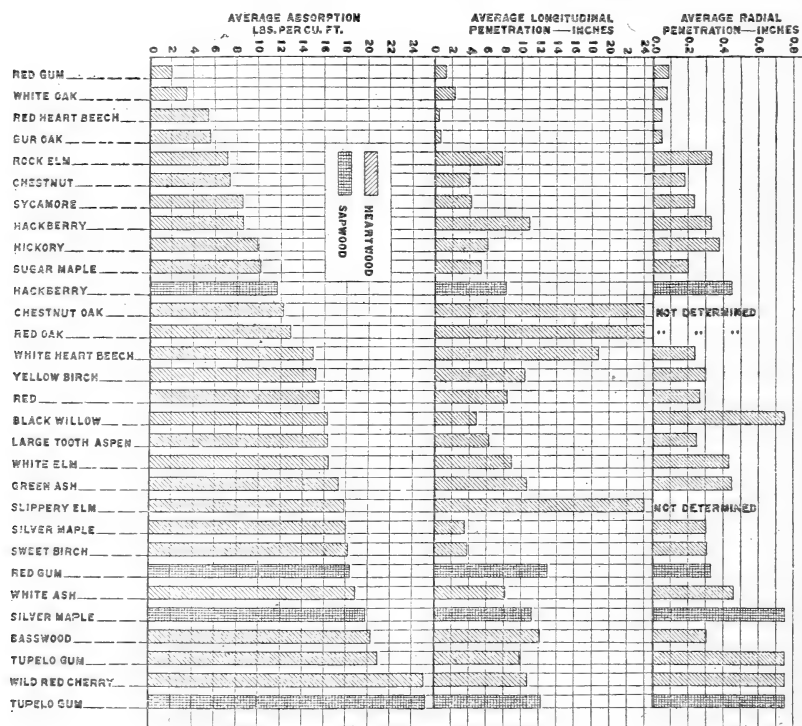 AVERAGE ABSORPTION
LBS. PER CU. FT.
AVERAGE LONGITUDINAL
PENETRATION—INCHES
AVERAGE RADIAL
PENETRATION—INCHES
0 2 4 6 8 10 12 14 16 18 20 22 24
0 2 4 6 8 10 12 14 16 18 20 22 24
0.0 0.2 0.4 0.6 0.8
RED GUM
WHITE OAK
RED HEART BEECH
BUR OAK
ROCK ELM
CHESTNUT
SYCAMORE
HACKBERRY
HICKORY
SUGAR MAPLE
HACKBERRY
CHESTNUT OAK NOT DETERMINED
RED OAK " " "
WHITE HEART BEECH
YELLOW BIRCH
RED
BLACK WILLOW
LARGE TOOTH ASPEN
WHITE ELM
GREEN ASH
SLIPPERY ELM NOT DETERMINED
SILVER MAPLE
SWEET BIRCH
RED GUM
WHITE ASH
SILVER MAPLE
BASSWOOD
TUPELO GUM
WILD RED CHERRY
TUPELO GUM
HEARTWOOD
SAPWOOD